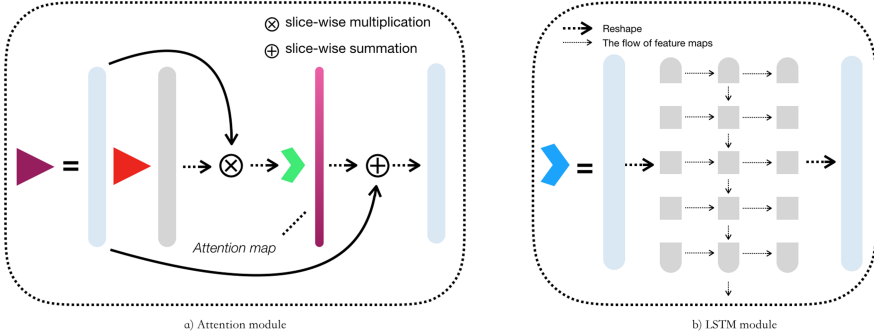 slice-wise multiplication
slice-wise summation
=
Attention map
a) Attention module
Reshape
The flow of feature maps
=
b) LSTM module